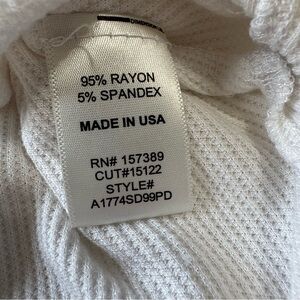 95% RAYON
5% SPANDEX
MADE IN USA
RN# 157389
CUT#15122
STYLE#
A1774SD99PD